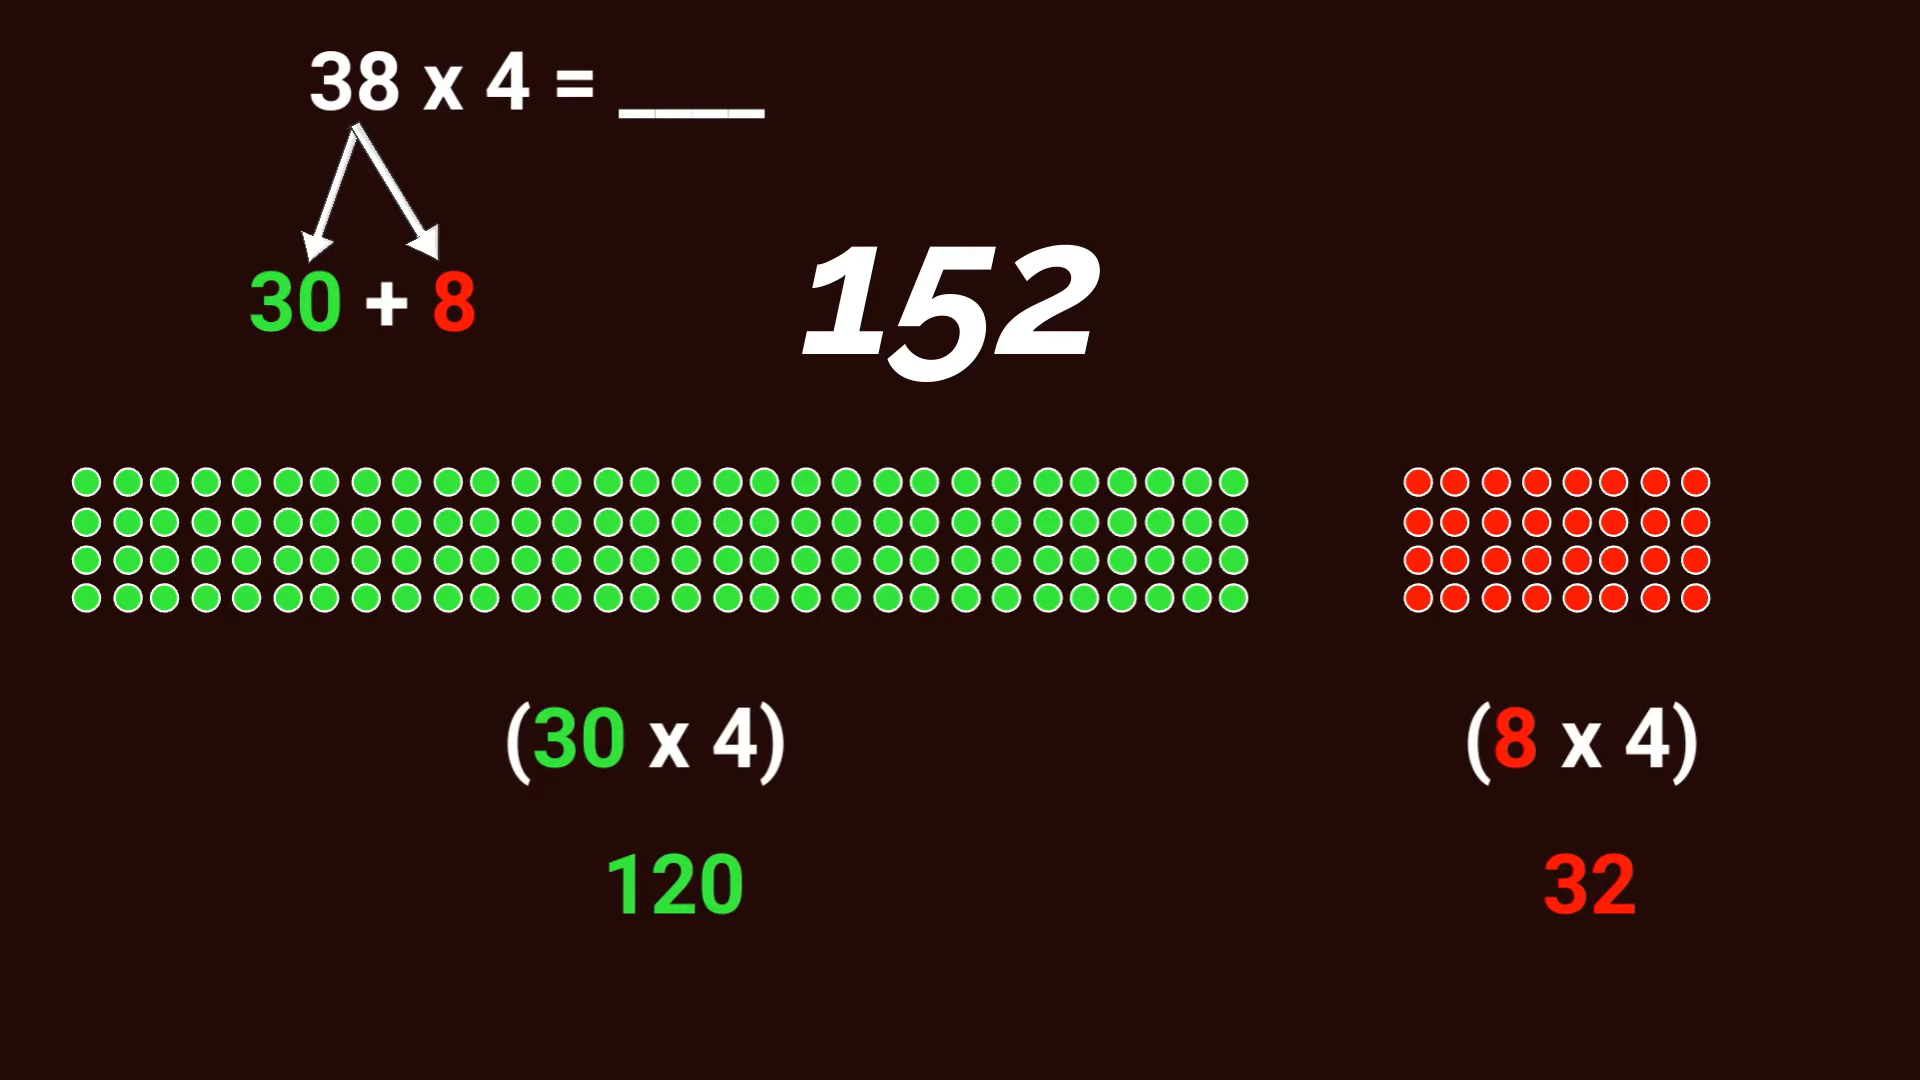 38 x 4 = ____
30 + 8
152
(30 x 4)
(8 x 4)
120
32